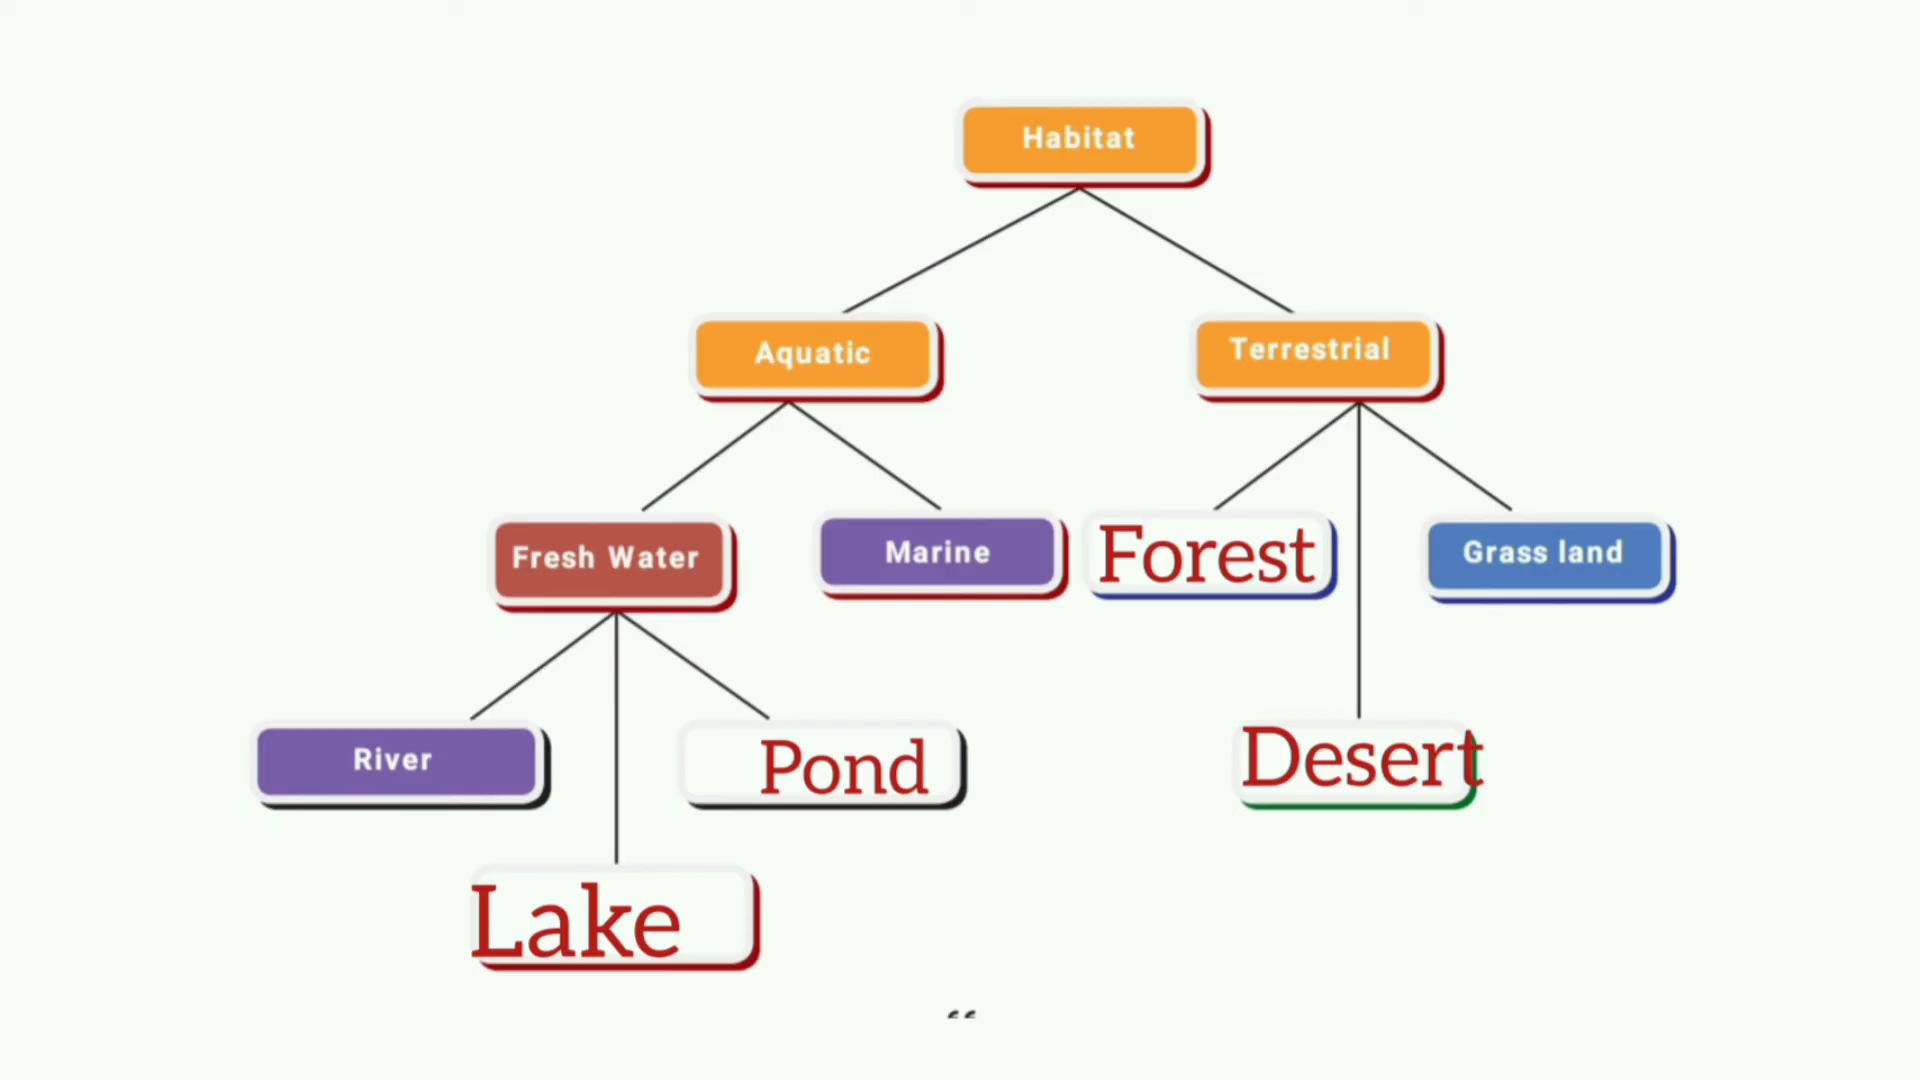 Habitat
Aquatic
Terrestrial
Fresh Water
Marine
Forest
Grass land
River
Pond
Desert
Lake
“